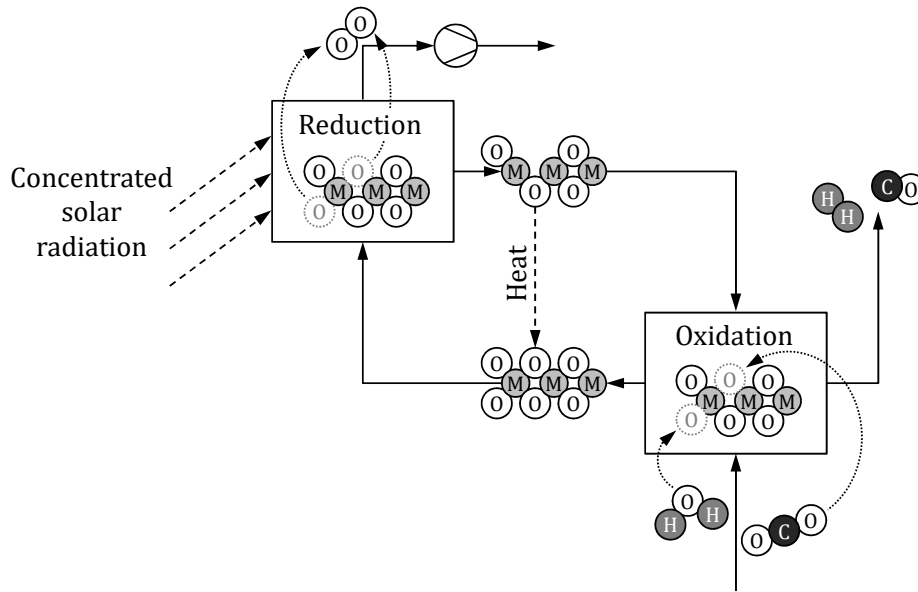 O
O
Reduction
O O O
M M M
O O O
Concentrated
solar
radiation
O O
M M M
O
H
H
C O
Heat
O O O
M M M
O O O
Oxidation
O O O
M M M
O O O
O
H H
O C O